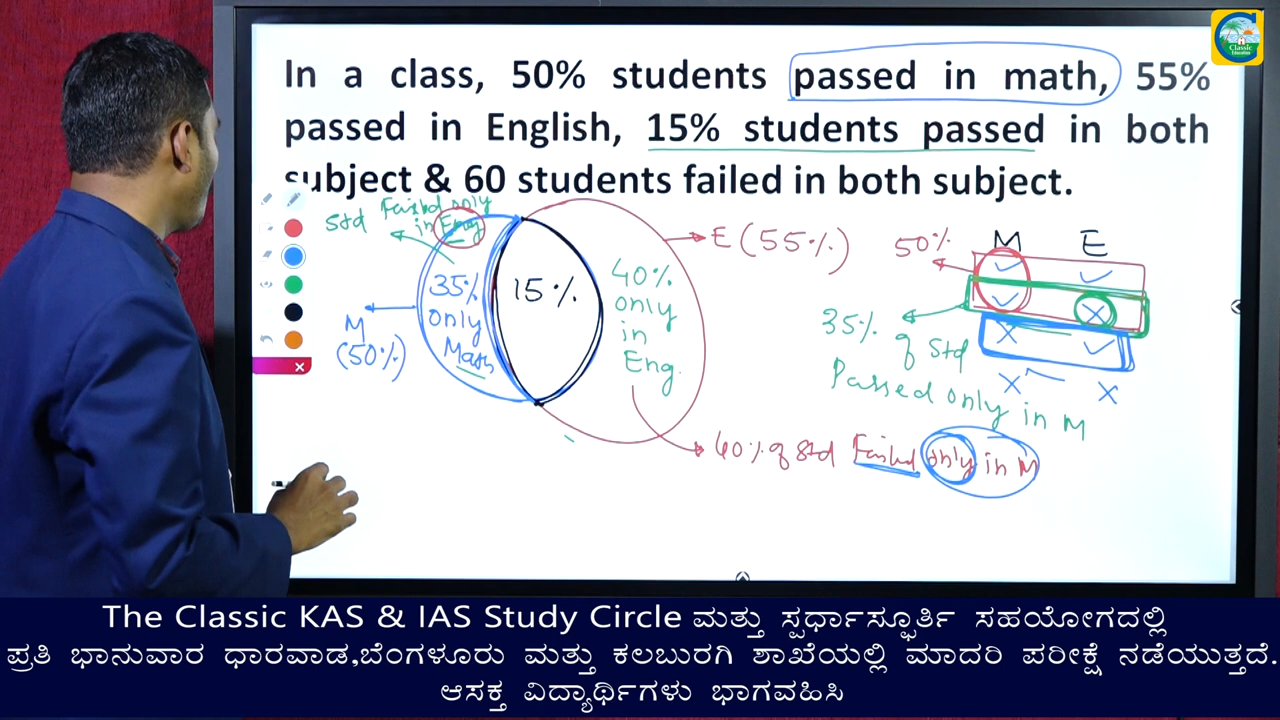 Classic
Education
In a class, 50% students passed in math, 55%
passed in English, 15% students passed in both
subject & 60 students failed in both subject.
Std Failed only
in Eng
35%
only
Math
M
(50%)
15%
40%
only
in
Eng.
E (55%)
50%
M E
35%
of Std
Passed only in M
40% of Std Failed only in M
The Classic KAS & IAS Study Circle ಮತ್ತು ಸ್ಪರ್ಧಾಸ್ಫೂರ್ತಿ ಸಹಯೋಗದಲ್ಲಿ
ಪ್ರತಿ ಭಾನುವಾರ ಧಾರವಾಡ,ಬೆಂಗಳೂರು ಮತ್ತು ಕಲಬುರಗಿ ಶಾಖೆಯಲ್ಲಿ ಮಾದರಿ ಪರೀಕ್ಷೆ ನಡೆಯುತ್ತದೆ.
ಆಸಕ್ತ ವಿದ್ಯಾರ್ಥಿಗಳು ಭಾಗವಹಿಸಿ